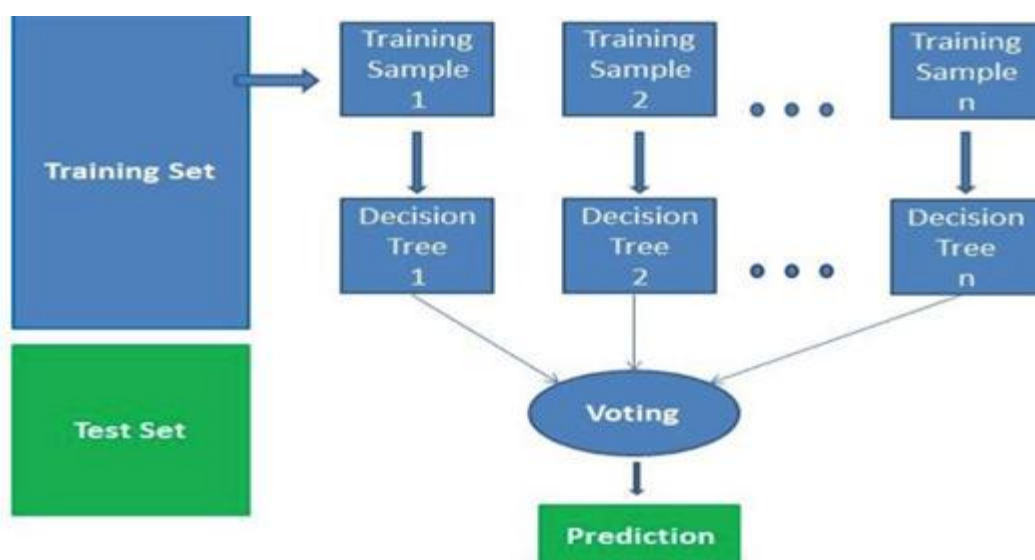 Training Set
Test Set
Training
Sample
1
Training
Sample
2
Training
Sample
n
Decision
Tree
1
Decision
Tree
2
Decision
Tree
n
Voting
Prediction